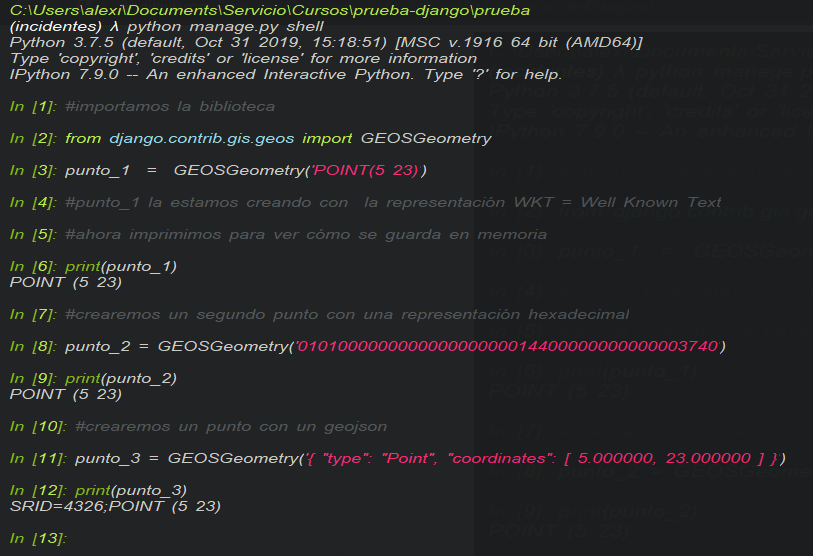 C:\Users\alexi\Documents\Servicio\Cursos\prueba-django\prueba
(incidentes) λ python manage.py shell
Python 3.7.5 (default, Oct 31 2019, 15:18:51) [MSC v.1916 64 bit (AMD64)]
Type 'copyright', 'credits' or 'license' for more information
IPython 7.9.0 -- An enhanced Interactive Python. Type '?' for help.
In [1]: #importamos la biblioteca
In [2]: from django.contrib.gis.geos import GEOSGeometry
In [3]: punto_1 = GEOSGeometry('POINT(5 23)')
In [4]: #punto_1 la estamos creando con la representación WKT = Well Known Text
In [5]: #ahora imprimimos para ver cómo se guarda en memoria
In [6]: print(punto_1)
POINT (5 23)
In [7]: #crearemos un segundo punto con una representación hexadecimal
In [8]: punto_2 = GEOSGeometry('010100000000000000000014400000000000003740')
In [9]: print(punto_2)
POINT (5 23)
In [10]: #crearemos un punto con un geojson
In [11]: punto_3 = GEOSGeometry('{ "type": "Point", "coordinates": [ 5.000000, 23.000000 ] }')
In [12]: print(punto_3)
SRID=4326;POINT (5 23)
In [13]: